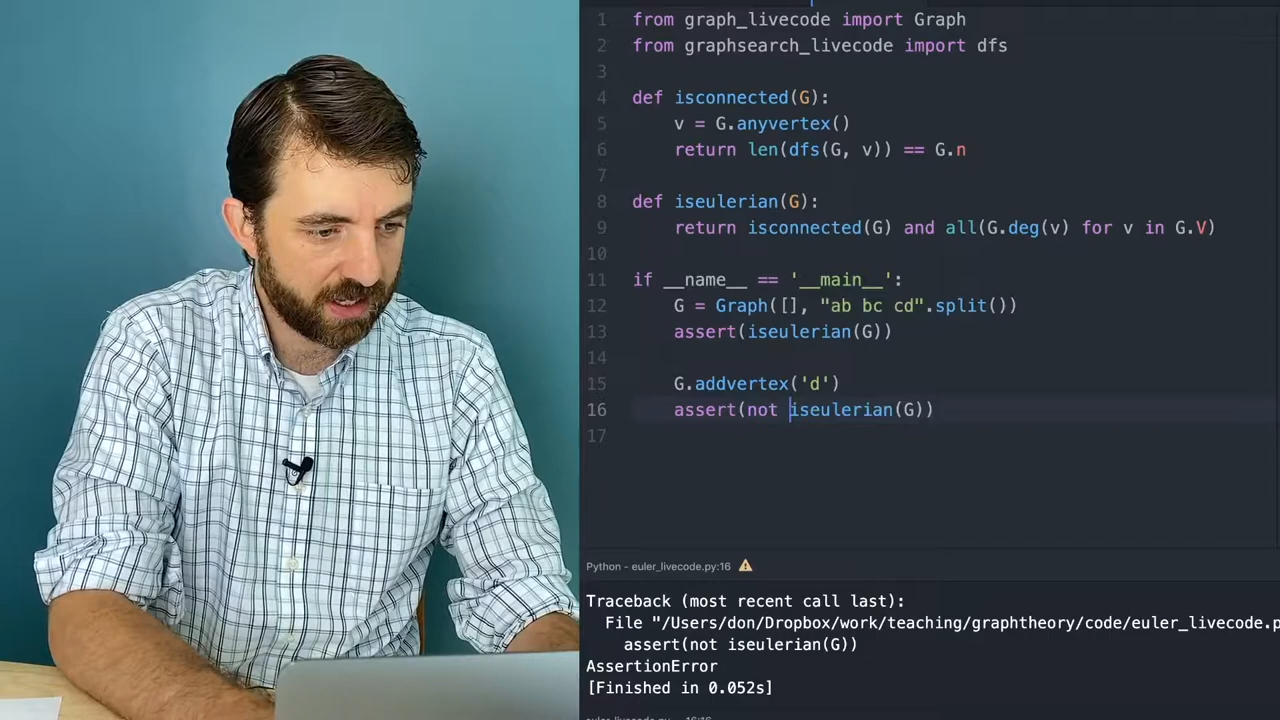 1 from graph_livecode import Graph
2 from graphsearch_livecode import dfs
3
4 def isconnected(G):
5 v = G.anyvertex()
6 return len(dfs(G, v)) == G.n
7
8 def iseulerian(G):
9 return isconnected(G) and all(G.deg(v) for v in G.V)
10
11 if __name__ == '__main__':
12 G = Graph([], "ab bc cd".split())
13 assert(iseulerian(G))
14
15 G.addvertex('d')
16 assert(not iseulerian(G))
17
Python - euler_livecode.py:16
Traceback (most recent call last):
File "/Users/don/Dropbox/work/teaching/graphtheory/code/euler_livecode.p
assert(not iseulerian(G))
AssertionError
[Finished in 0.052s]